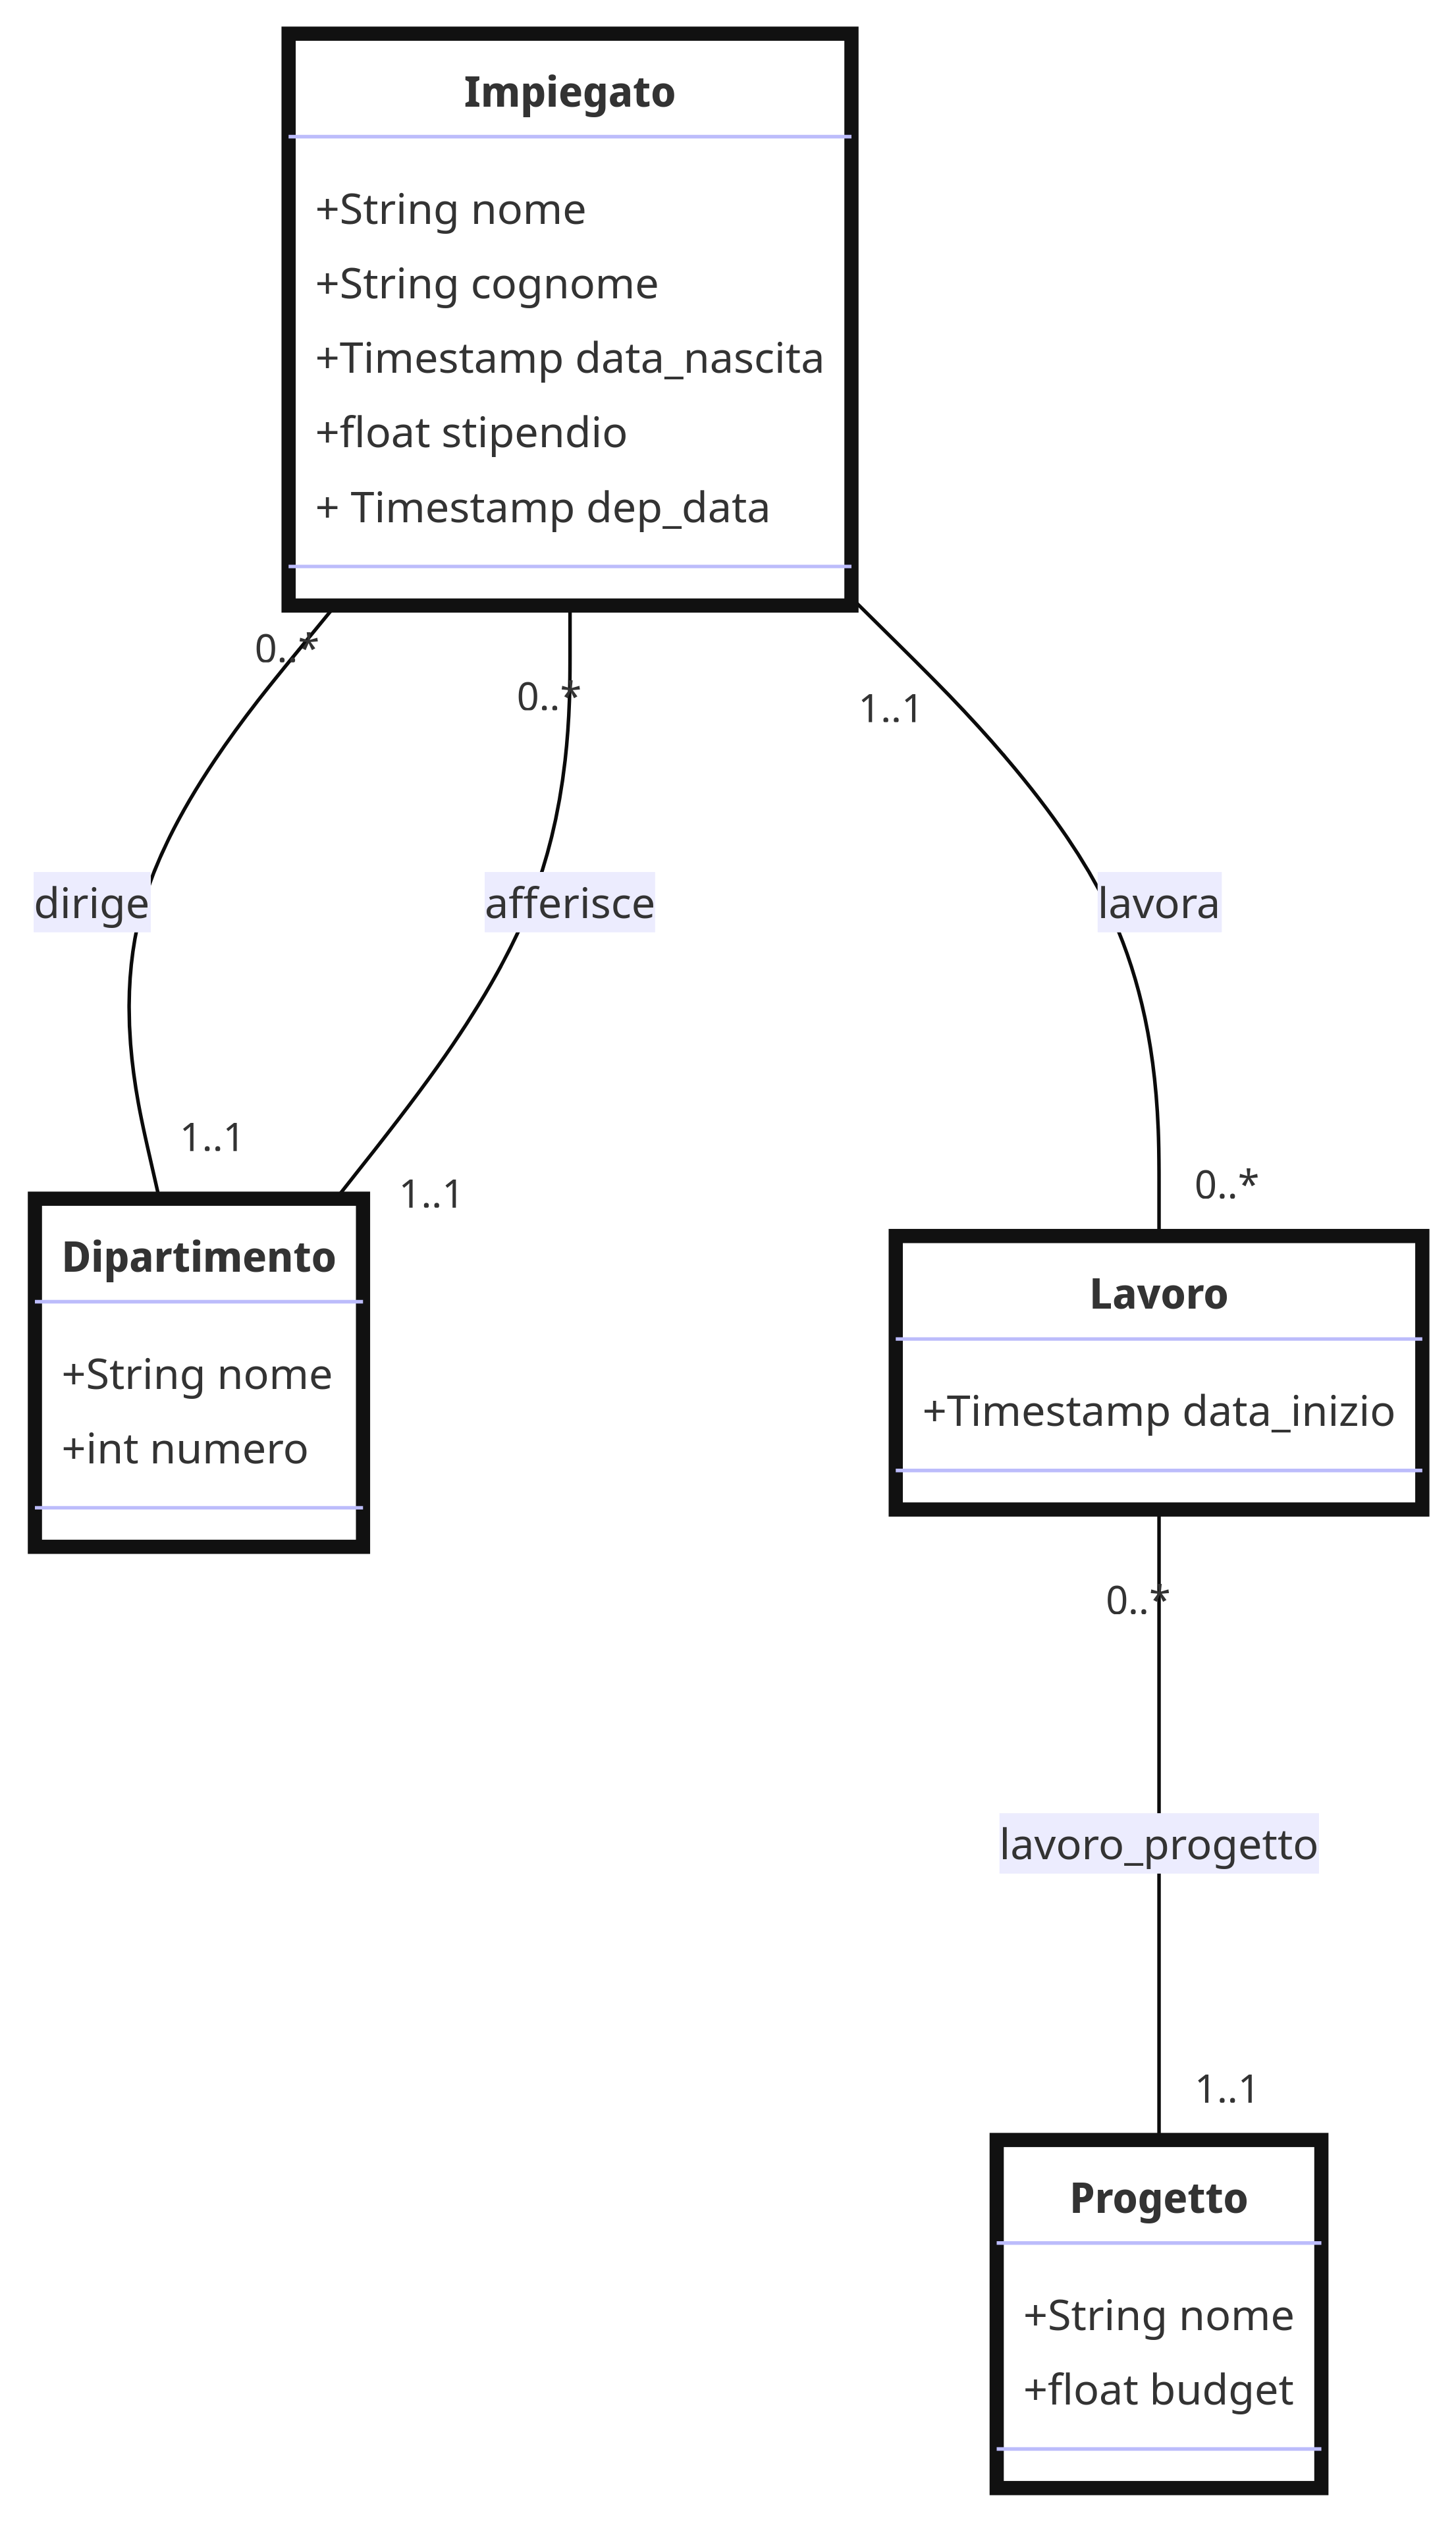 Impiegato
+String nome
+String cognome
+Timestamp data_nascita
+float stipendio
+ Timestamp dep_data
0..*
0..*
1..1
dirige
afferisce
lavora
1..1
1..1
0..*
Dipartimento
+String nome
+int numero
Lavoro
+Timestamp data_inizio
0..*
lavoro_progetto
1..1
Progetto
+String nome
+float budget